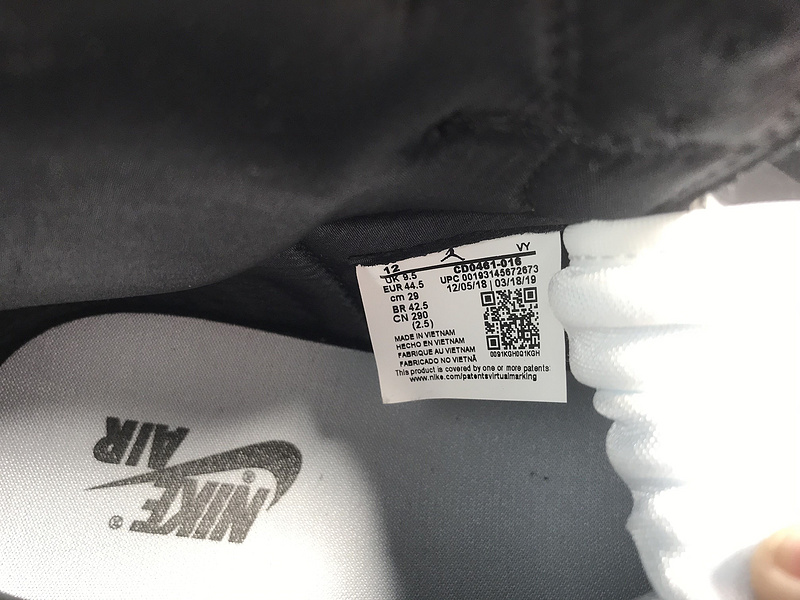 12 VY
UK 9.5 CD0461-016
EUR 44.5 UPC 00193145672673
cm 29 12/05/18 | 03/18/19
BR 42.5
CN 290
(2.5)
MADE IN VIETNAM
HECHO EN VIETNAM
FABRIQUE AU VIETNAM
FABRICADO NO VIETNÃ
0091KGH0Q1KGH
This product is covered by one or more patents:
www.nike.com/patentsvirtualmarking
NIKE®
AIR®